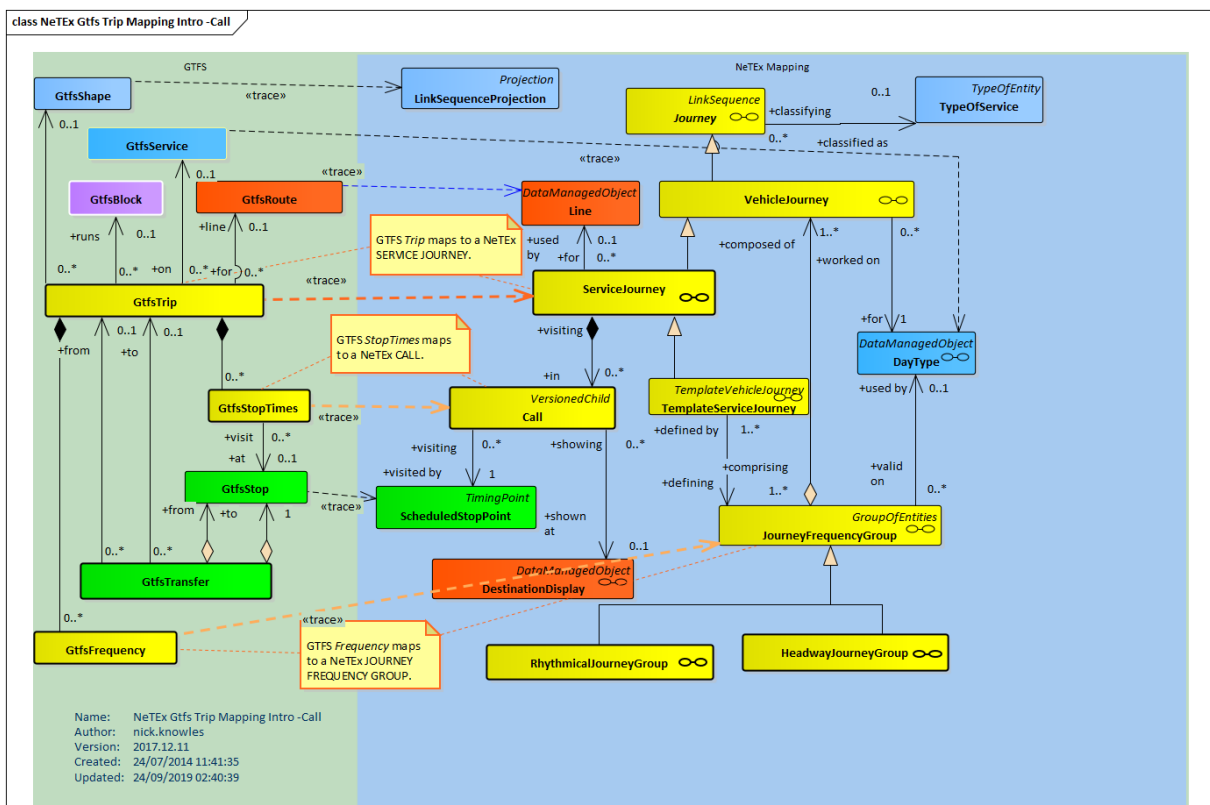 class NeTEx Gtfs Trip Mapping Intro -Call
GTFS
NeTEx Mapping
GtfsShape
«trace»
Projection
LinkSequenceProjection
LinkSequence
Journey
+classifying
0..1
0..*
+classified as
TypeOfEntity
TypeOfService
0..1
GtfsService
«trace»
0..1
GtfsBlock
GtfsRoute
«trace»
DataManagedObject
Line
VehicleJourney
+runs
0..1
+line
0..1
GTFS Trip maps to a NeTEx
SERVICE JOURNEY.
+used
by
0..1
+for
0..*
+composed of
1..*
0..*
+worked on
0..*
0..*
+on
0..*
+for
0..*
«trace»
GtfsTrip
ServiceJourney
+for
1
0..1
0..1
+from
+to
GTFS StopTimes maps
to a NeTEx CALL.
+visiting
+in
0..*
DataManagedObject
DayType
0..*
+used by
0..1
GtfsStopTimes
«trace»
VersionedChild
Call
TemplateVehicleJourney
TemplateServiceJourney
+visit
0..*
+at
0..1
+visiting
0..*
+visited by
1
+showing
0..*
+defined by
1..*
+comprising
+defining
1..*
+valid
on
0..*
GtfsStop
«trace»
TimingPoint
ScheduledStopPoint
+from
+to
1
+shown
at
0..1
GroupOfEntities
JourneyFrequencyGroup
0..*
0..*
GtfsTransfer
DataManagedObject
DestinationDisplay
0..*
«trace»
GtfsFrequency
GTFS Frequency maps
to a NeTEx JOURNEY
FREQUENCY GROUP.
RhythmicalJourneyGroup
HeadwayJourneyGroup
Name: NeTEx Gtfs Trip Mapping Intro -Call
Author: nick.knowles
Version: 2017.12.11
Created: 24/07/2014 11:41:35
Updated: 24/09/2019 02:40:39